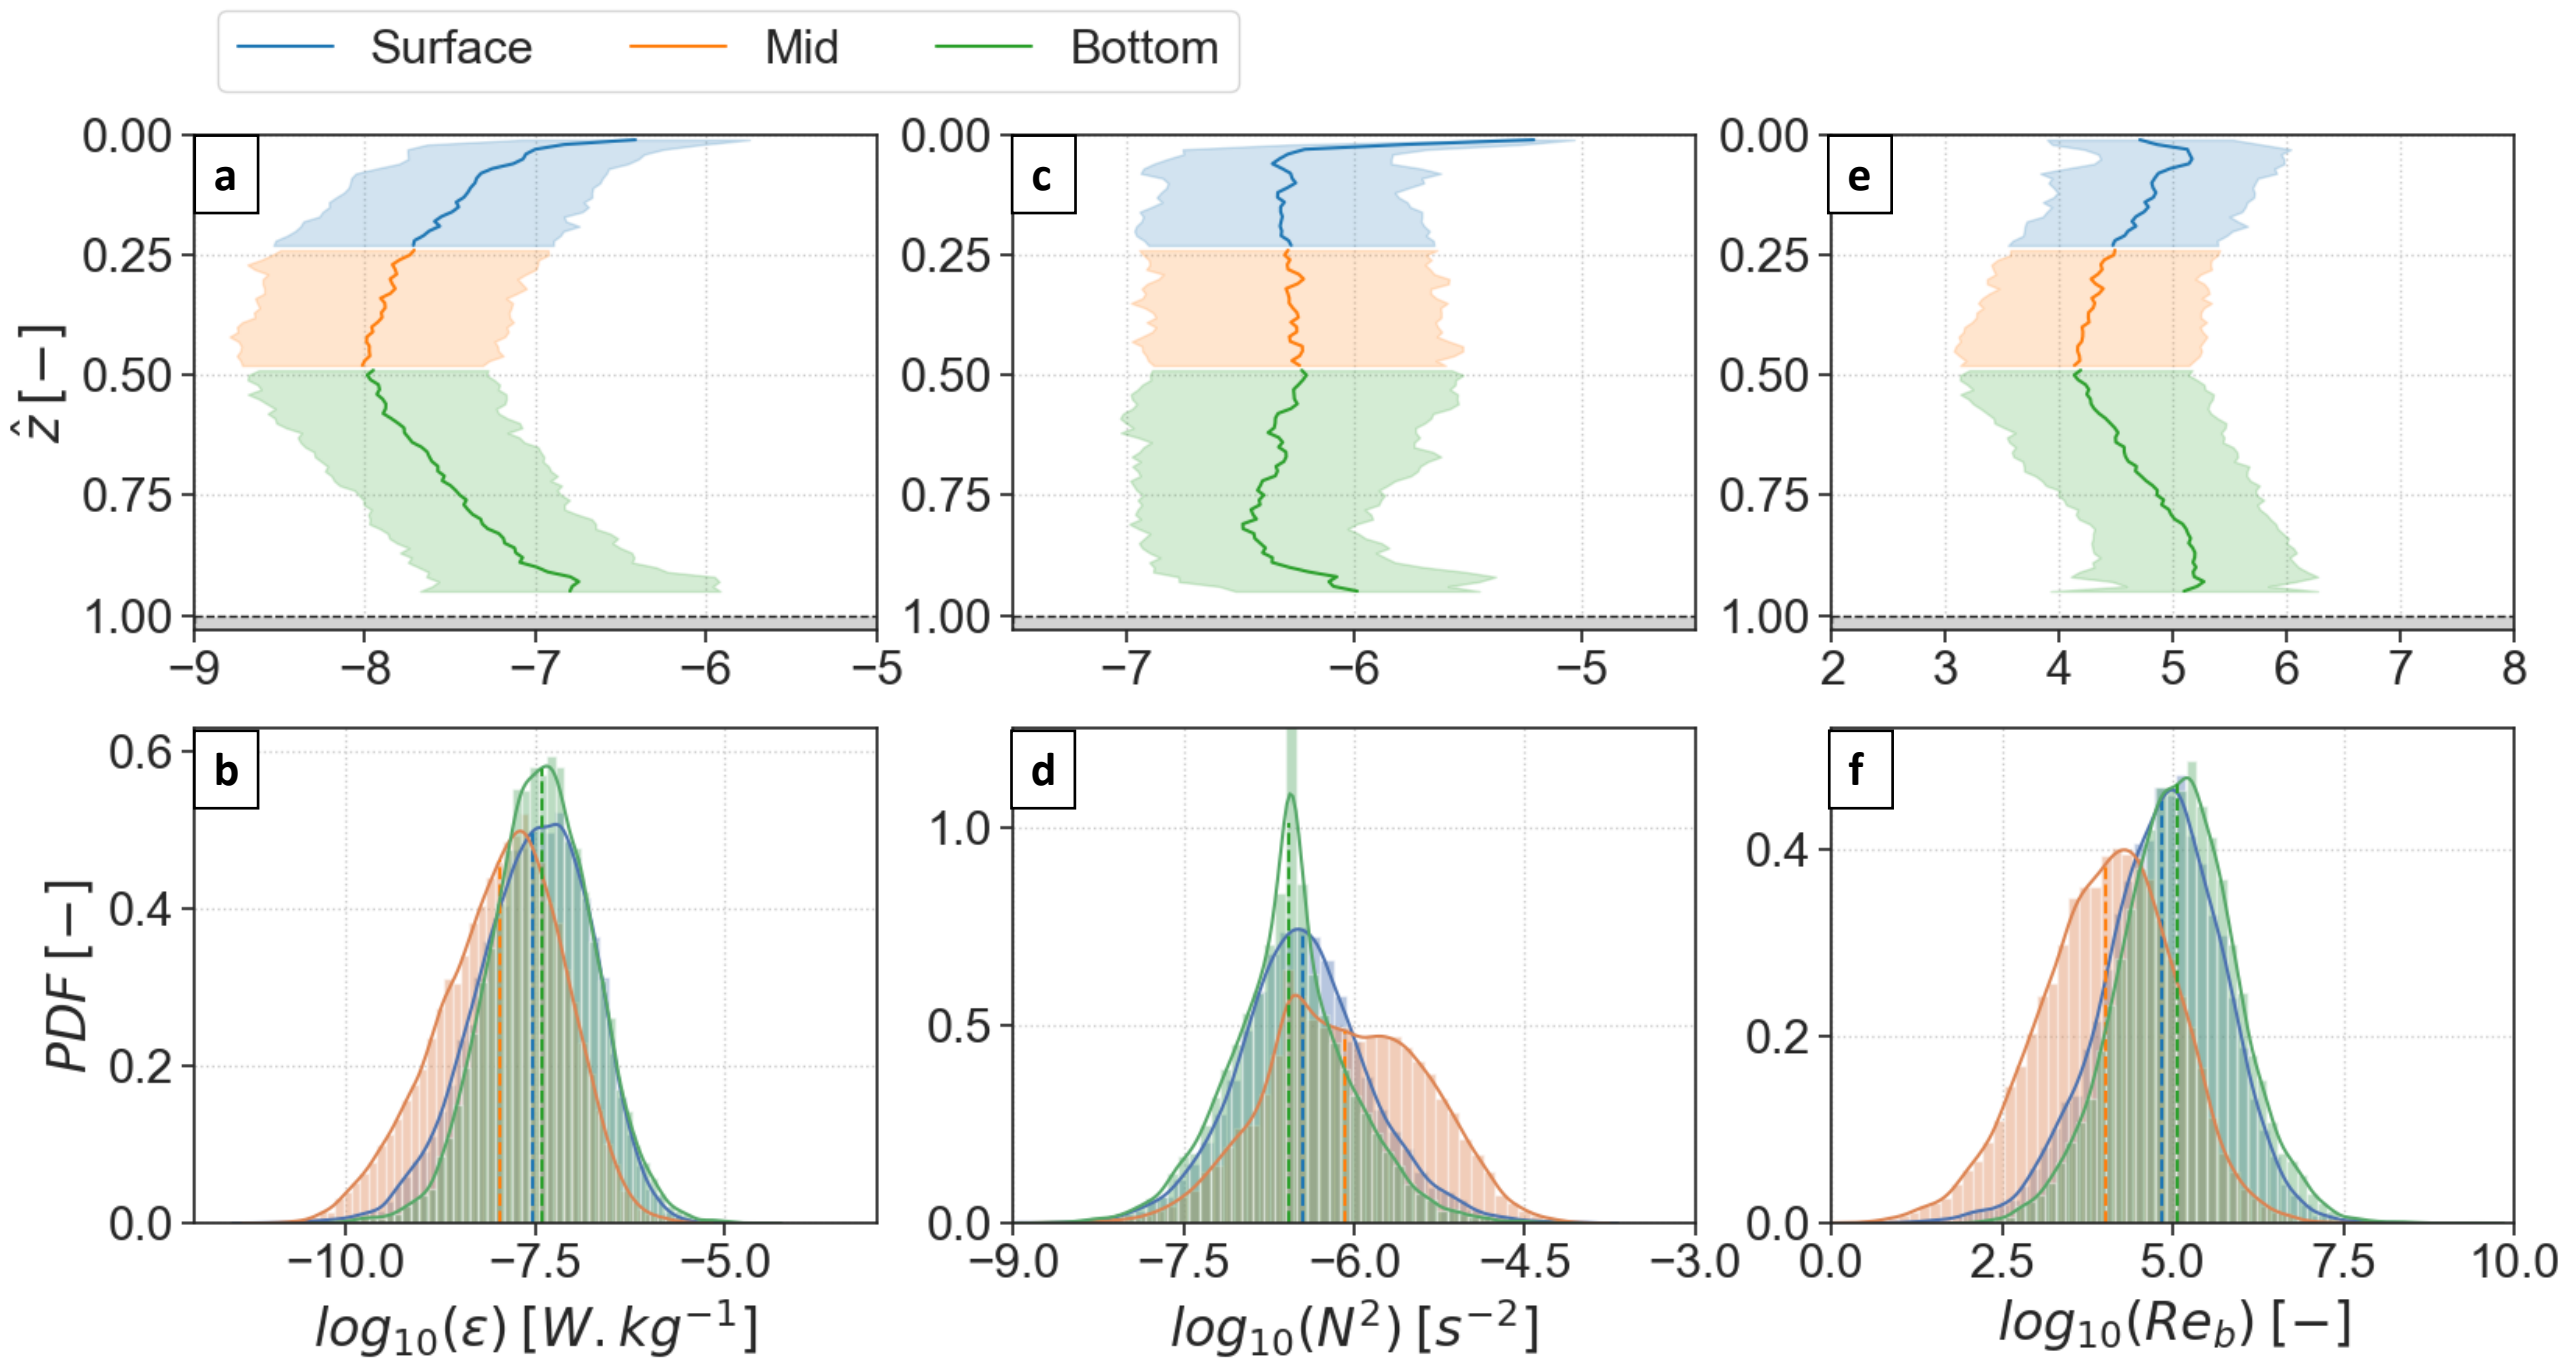 Surface Mid Bottom
a c e
0.00 0.00 0.00
0.25 0.25 0.25
0.50 0.50 0.50
0.75 0.75 0.75
1.00 1.00 1.00
ẑ [−]
−9 −8 −7 −6 −5
−7 −6 −5
2 3 4 5 6 7 8
b d f
0.6
0.4
0.2
0.0
PDF [−]
1.0
0.5
0.0
0.4
0.2
0.0
−10.0 −7.5 −5.0
−9.0 −7.5 −6.0 −4.5 −3.0
0.0 2.5 5.0 7.5 10.0
log₁₀(ε) [W.kg⁻¹]
log₁₀(N²) [s⁻²]
log₁₀(Re_b) [−]